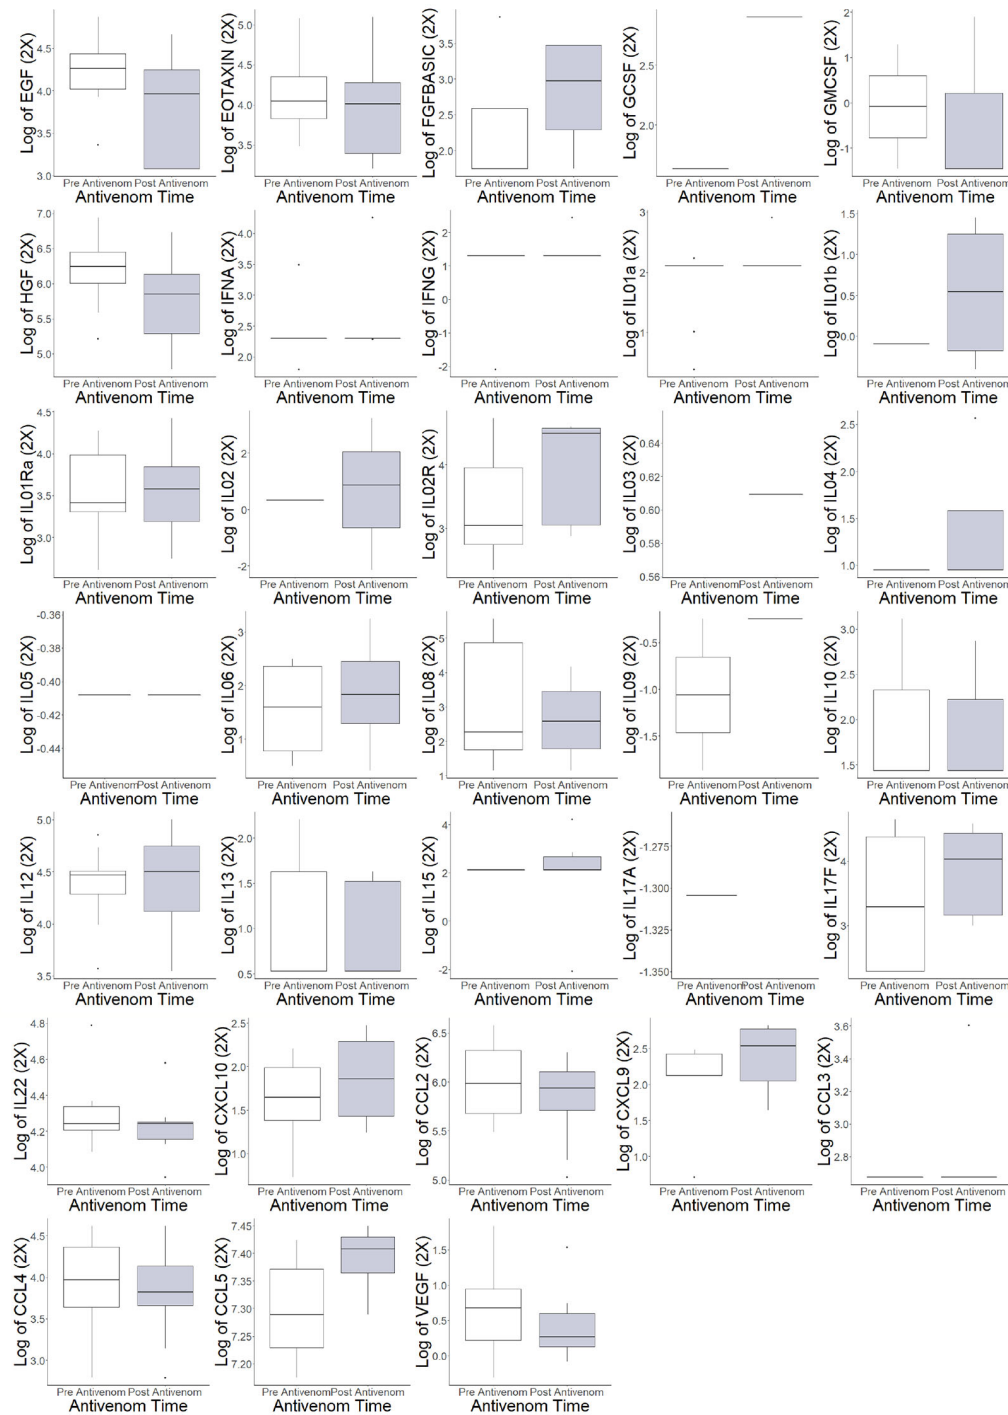 Log of EGF (2X)
4.5
4.0
3.5
3.0
Pre Antivenom Post Antivenom
Antivenom Time
Log of EOTAXIN (2X)
5.0
4.5
4.0
3.5
Pre Antivenom Post Antivenom
Antivenom Time
Log of FGFBASIC (2X)
3.5
3.0
2.5
2.0
Pre Antivenom Post Antivenom
Antivenom Time
Log of GCSF (2X)
2.5
2.0
Pre Antivenom Post Antivenom
Antivenom Time
Log of GMCSF (2X)
2
1
0
-1
Pre Antivenom Post Antivenom
Antivenom Time
Log of HGF (2X)
7.0
6.5
6.0
5.5
5.0
Pre Antivenom Post Antivenom
Antivenom Time
Log of IFNA (2X)
4.0
3.5
3.0
2.5
2.0
Pre Antivenom Post Antivenom
Antivenom Time
Log of IFNG (2X)
2
1
0
-1
-2
Pre Antivenom Post Antivenom
Antivenom Time
Log of IL01a (2X)
3
2
1
Pre Antivenom Post Antivenom
Antivenom Time
Log of IL01b (2X)
1.5
1.0
0.5
0.0
Pre Antivenom Post Antivenom
Antivenom Time
Log of IL01Ra (2X)
4.5
4.0
3.5
3.0
Pre Antivenom Post Antivenom
Antivenom Time
Log of IL02 (2X)
2
0
-2
Pre Antivenom Post Antivenom
Antivenom Time
Log of IL02R (2X)
4
3
Pre Antivenom Post Antivenom
Antivenom Time
Log of IL03 (2X)
0.64
0.62
0.60
0.58
0.56
Pre Antivenom Post Antivenom
Antivenom Time
Log of IL04 (2X)
2.5
2.0
1.5
1.0
Pre Antivenom Post Antivenom
Antivenom Time
Log of IL05 (2X)
-0.36
-0.38
-0.40
-0.42
-0.44
Pre Antivenom Post Antivenom
Antivenom Time
Log of IL06 (2X)
3
2
1
Pre Antivenom Post Antivenom
Antivenom Time
Log of IL08 (2X)
5
4
3
2
1
Pre Antivenom Post Antivenom
Antivenom Time
Log of IL09 (2X)
-0.5
-1.0
-1.5
Pre Antivenom Post Antivenom
Antivenom Time
Log of IL10 (2X)
3.0
2.5
2.0
1.5
Pre Antivenom Post Antivenom
Antivenom Time
Log of IL12 (2X)
5.0
4.5
4.0
3.5
Pre Antivenom Post Antivenom
Antivenom Time
Log of IL13 (2X)
2.0
1.5
1.0
0.5
Pre Antivenom Post Antivenom
Antivenom Time
Log of IL15 (2X)
4
2
0
-2
Pre Antivenom Post Antivenom
Antivenom Time
Log of IL17A (2X)
-1.275
-1.300
-1.325
-1.350
Pre Antivenom Post Antivenom
Antivenom Time
Log of IL17F (2X)
4
3
Pre Antivenom Post Antivenom
Antivenom Time
Log of IL22 (2X)
4.8
4.6
4.4
4.2
4.0
Pre Antivenom Post Antivenom
Antivenom Time
Log of CXCL10 (2X)
2.5
2.0
1.5
1.0
Pre Antivenom Post Antivenom
Antivenom Time
Log of CCL2 (2X)
6.5
6.0
5.5
5.0
Pre Antivenom Post Antivenom
Antivenom Time
Log of CXCL9 (2X)
2.5
2.0
1.5
1.0
Pre Antivenom Post Antivenom
Antivenom Time
Log of CCL3 (2X)
3.6
3.4
3.2
3.0
2.8
Pre Antivenom Post Antivenom
Antivenom Time
Log of CCL4 (2X)
4.5
4.0
3.5
3.0
Pre Antivenom Post Antivenom
Antivenom Time
Log of CCL5 (2X)
7.45
7.40
7.35
7.30
7.25
7.20
Pre Antivenom Post Antivenom
Antivenom Time
Log of VEGF (2X)
1.5
1.0
0.5
0.0
Pre Antivenom Post Antivenom
Antivenom Time